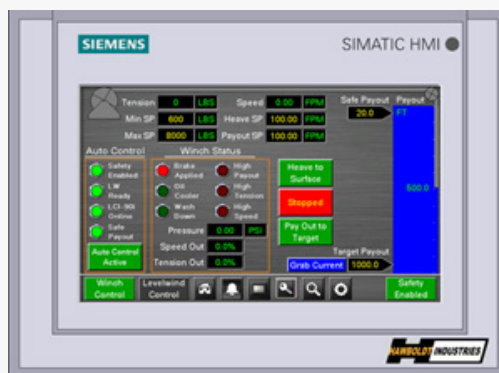 SIEMENS
SIMATIC HMI
Tension 0 LBS Speed 0.00 FPM Safe Payout Payout
Min SP 600 LBS Heave SP 100.00 FPM 20.0 FT
Max SP 8000 LBS Payout SP 100.00 FPM
Auto Control Winch Status
Safety Enabled Brake Applied High Payout Heave to Surface
LW Ready Oil Cooler High Tension 500.0
LCI-90i Online Wash Down High Speed Stopped
Safe Payout Pressure 0.00 PSI Pay Out to Target
Auto Control Active Speed Out 0.0% Target Payout
Tension Out 0.0% Grab Current 1000.0
Winch Control Levelwind Control Safety Enabled
HAWBOLDT INDUSTRIES